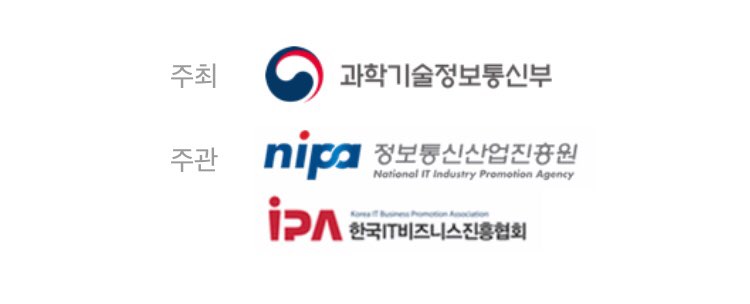 주최 과학기술정보통신부
주관 nipa 정보통신산업진흥원
National IT Industry Promotion Agency
iPA Korea IT Business Promotion Association
한국IT비즈니스진흥협회